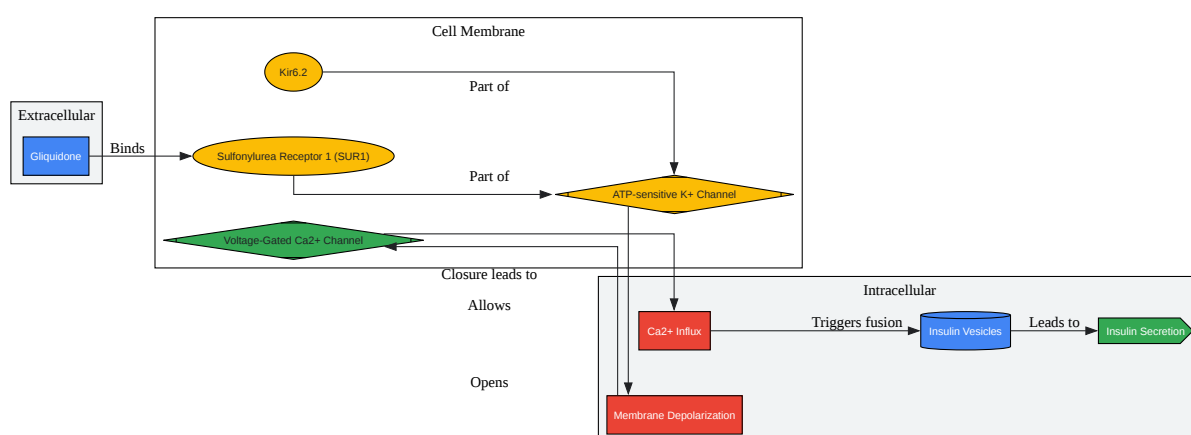 Cell Membrane
Kir6.2
Part of
Extracellular
Gliquidone
Binds
Sulfonylurea Receptor 1 (SUR1)
Part of
ATP-sensitive K+ Channel
Voltage-Gated Ca2+ Channel
Closure leads to
Intracellular
Allows
Ca2+ Influx
Triggers fusion
Insulin Vesicles
Leads to
Insulin Secretion
Opens
Membrane Depolarization